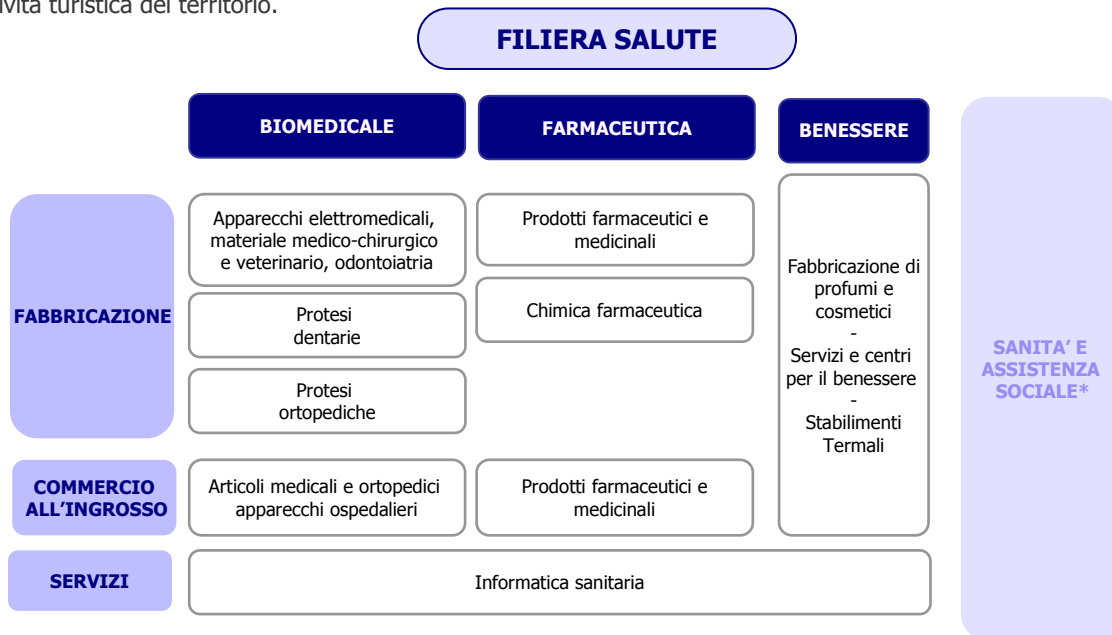 ività turistica del territorio.
FILIERA SALUTE
BIOMEDICALE
FARMACEUTICA
BENESSERE
FABBRICAZIONE
Apparecchi elettromedicali,
materiale medico-chirurgico
e veterinario, odontoiatria
Prodotti farmaceutici e
medicinali
Protesi
dentarie
Chimica farmaceutica
Protesi
ortopediche
Fabbricazione di
profumi e
cosmetici
-
Servizi e centri
per il benessere
-
Stabilimenti
Termali
SANITA’ E
ASSISTENZA
SOCIALE*
COMMERCIO
ALL’INGROSSO
Articoli medicali e ortopedici
apparecchi ospedalieri
Prodotti farmaceutici e
medicinali
SERVIZI
Informatica sanitaria